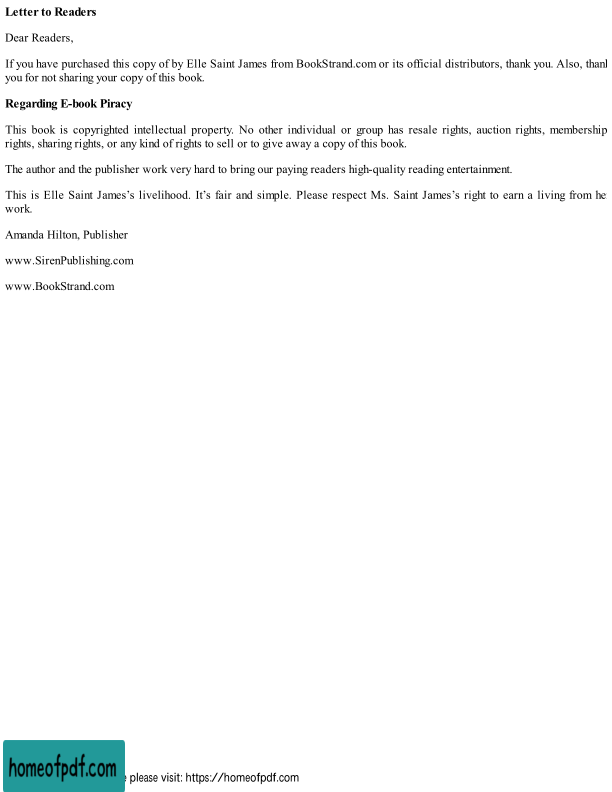 Letter to Readers
Dear Readers,
If you have purchased this copy of by Elle Saint James from BookStrand.com or its official distributors, thank you. Also, than
you for not sharing your copy of this book.
Regarding E-book Piracy
This book is copyrighted intellectual property. No other individual or group has resale rights, auction rights, membership
rights, sharing rights, or any kind of rights to sell or to give away a copy of this book.
The author and the publisher work very hard to bring our paying readers high-quality reading entertainment.
This is Elle Saint James's livelihood. It's fair and simple. Please respect Ms. Saint James's right to earn a living from he
work.
Amanda Hilton, Publisher
www.SirenPublishing.com
www.BookStrand.com
homeofpdf.com
please visit: https://homeofpdf.com